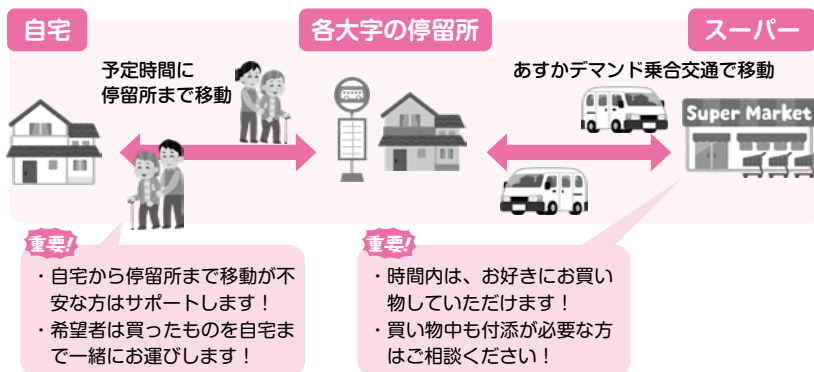 自宅
各大字の停留所
スーパー
予定時間に
停留所まで移動
あすかデマンド乗合交通で移動
Super Market
重要!
・自宅から停留所まで移動が不
安な方はサポートします！
・希望者は買ったものを自宅ま
で一緒にお運びします！
重要!
・時間内は、お好きにお買い
物していただけます！
・買い物中も付添が必要な方
はご相談ください！